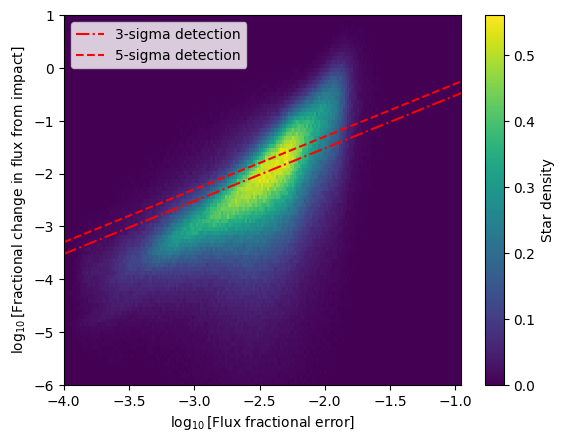 3-sigma detection
5-sigma detection
log₁₀ [Fractional change in flux from impact]
1
0
−1
−2
−3
−4
−5
−6
−4.0 −3.5 −3.0 −2.5 −2.0 −1.5 −1.0
log₁₀ [Flux fractional error]
0.5
0.4
0.3
0.2
0.1
0.0
Star density